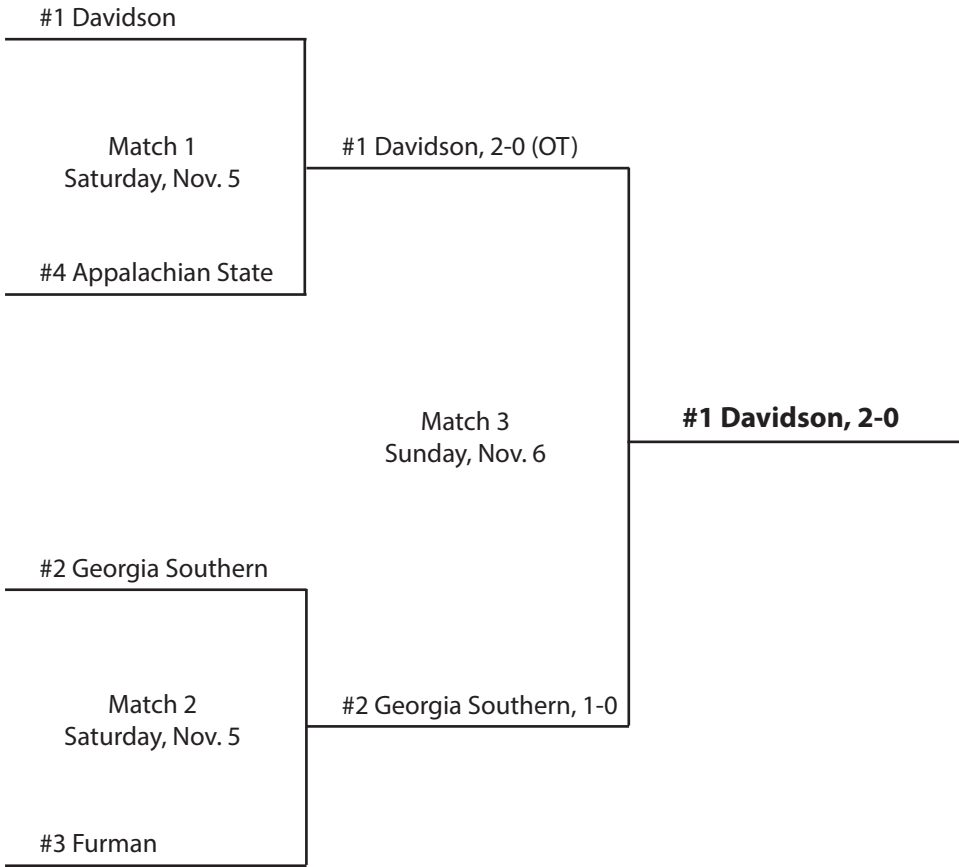 #1 Davidson
Match 1
Saturday, Nov. 5
#1 Davidson, 2-0 (OT)
#4 Appalachian State
Match 3
Sunday, Nov. 6
#1 Davidson, 2-0
#2 Georgia Southern
Match 2
Saturday, Nov. 5
#2 Georgia Southern, 1-0
#3 Furman